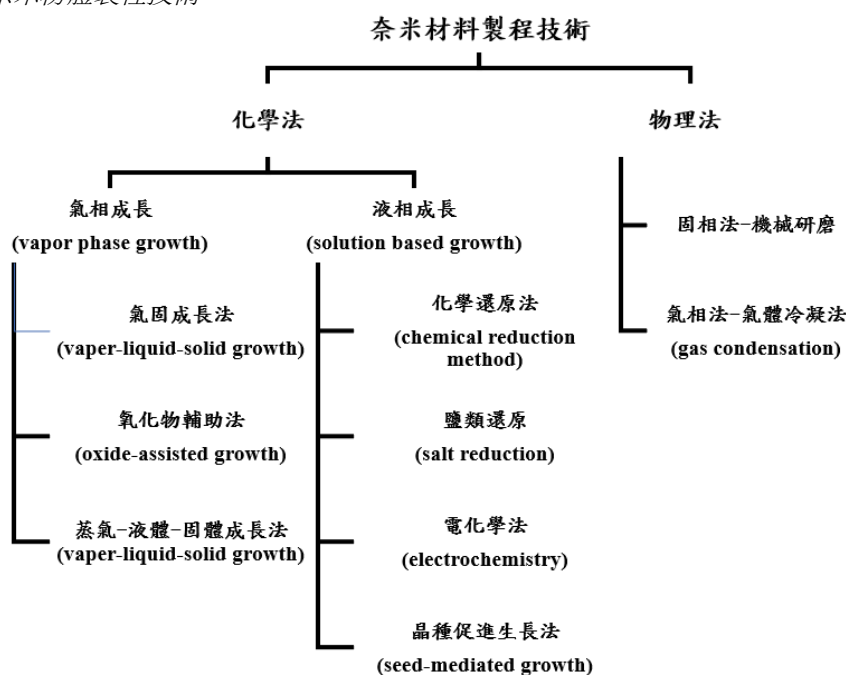 奈米材料製程技術
化學法
物理法
氣相成長
(vapor phase growth)
液相成長
(solution based growth)
固相法-機械研磨
氣相法-氣體冷凝法
(gas condensation)
氣固成長法
(vaper-liquid-solid growth)
氧化物輔助法
(oxide-assisted growth)
蒸氣-液體-固體成長法
(vaper-liquid-solid growth)
化學還原法
(chemical reduction
method)
鹽類還原
(salt reduction)
電化學法
(electrochemistry)
晶種促進生長法
(seed-mediated growth)